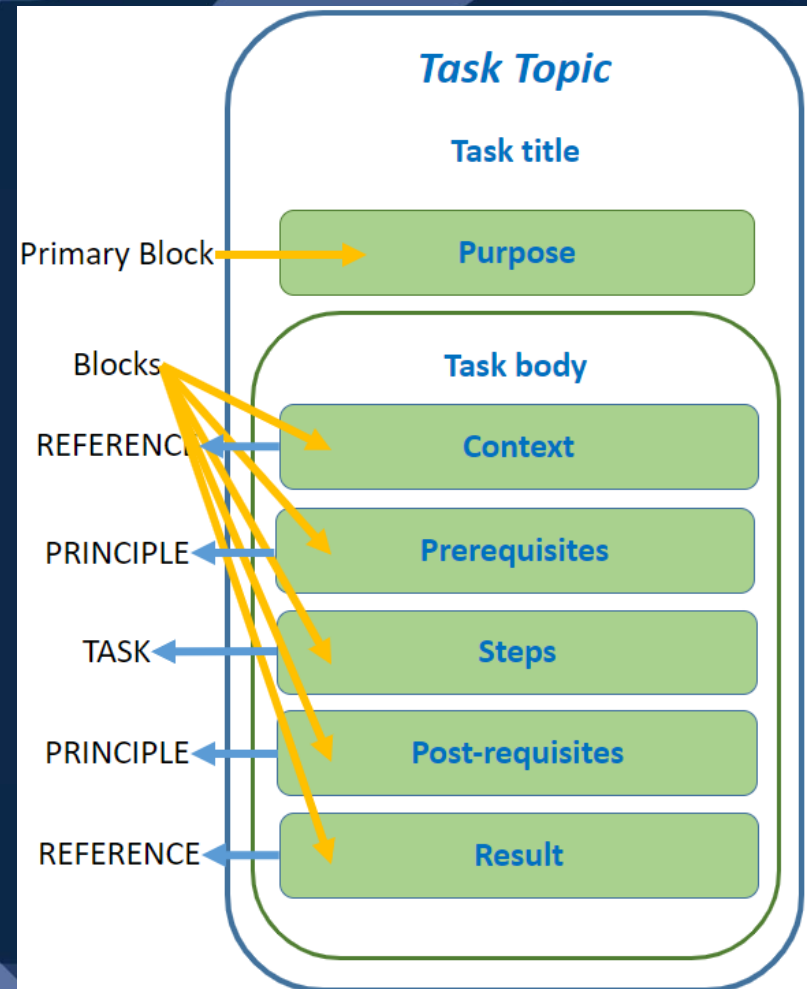 Task Topic
Task title
Primary Block
Purpose
Blocks
Task body
REFERENCE
Context
PRINCIPLE
Prerequisites
TASK
Steps
PRINCIPLE
Post-requisites
REFERENCE
Result